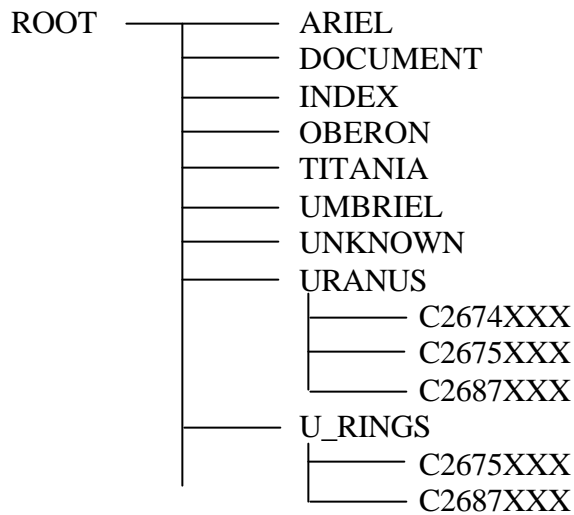 ROOT ARIEL
DOCUMENT
INDEX
OBERON
TITANIA
UMBRIEL
UNKNOWN
URANUS
C2674XXX
C2675XXX
C2687XXX
U_RINGS
C2675XXX
C2687XXX